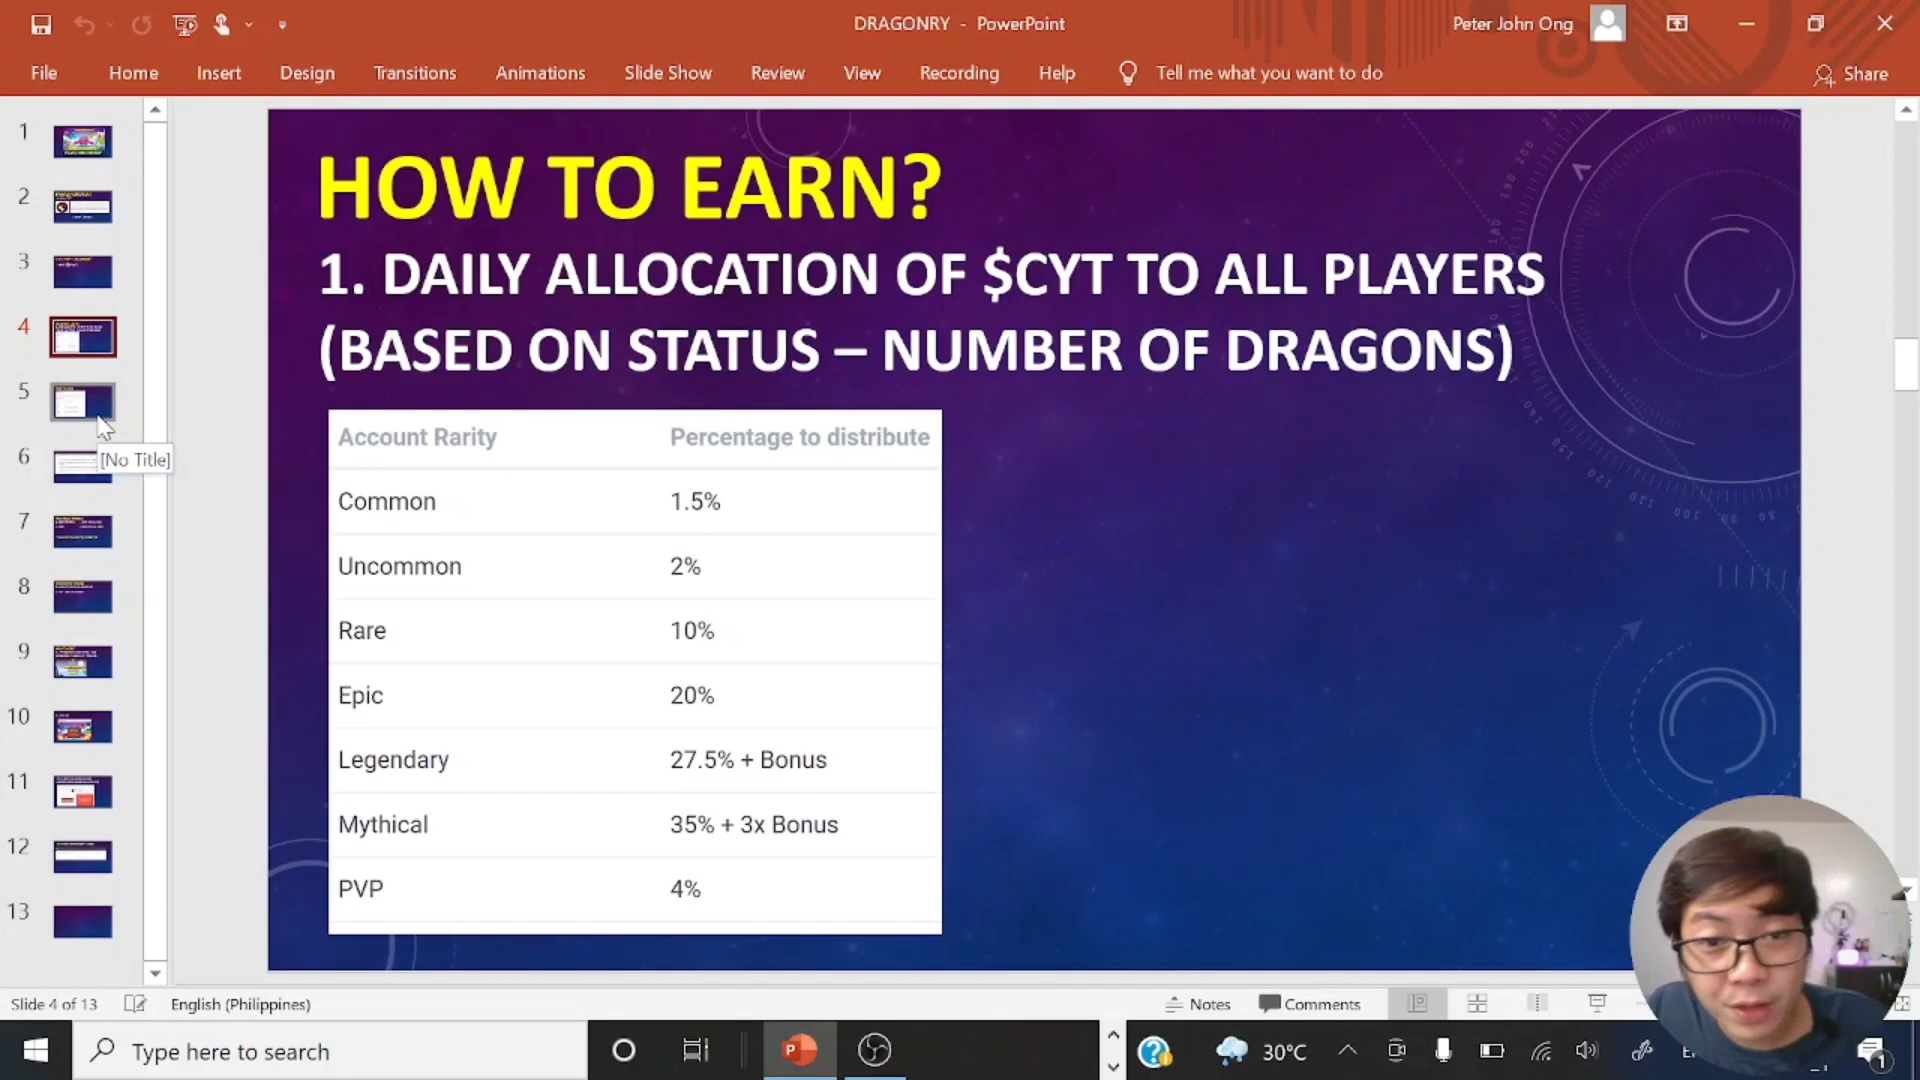 DRAGONRY - PowerPoint
Peter John Ong
File Home Insert Design Transitions Animations Slide Show Review View Recording Help Tell me what you want to do Share
1
2
3
4
5
6
7
8
9
10
11
12
13
[No Title]
HOW TO EARN?
1. DAILY ALLOCATION OF $CYT TO ALL PLAYERS
(BASED ON STATUS – NUMBER OF DRAGONS)
Account Rarity Percentage to distribute
Common 1.5%
Uncommon 2%
Rare 10%
Epic 20%
Legendary 27.5% + Bonus
Mythical 35% + 3x Bonus
PVP 4%
Slide 4 of 13 English (Philippines) Notes Comments
Type here to search 30°C 1